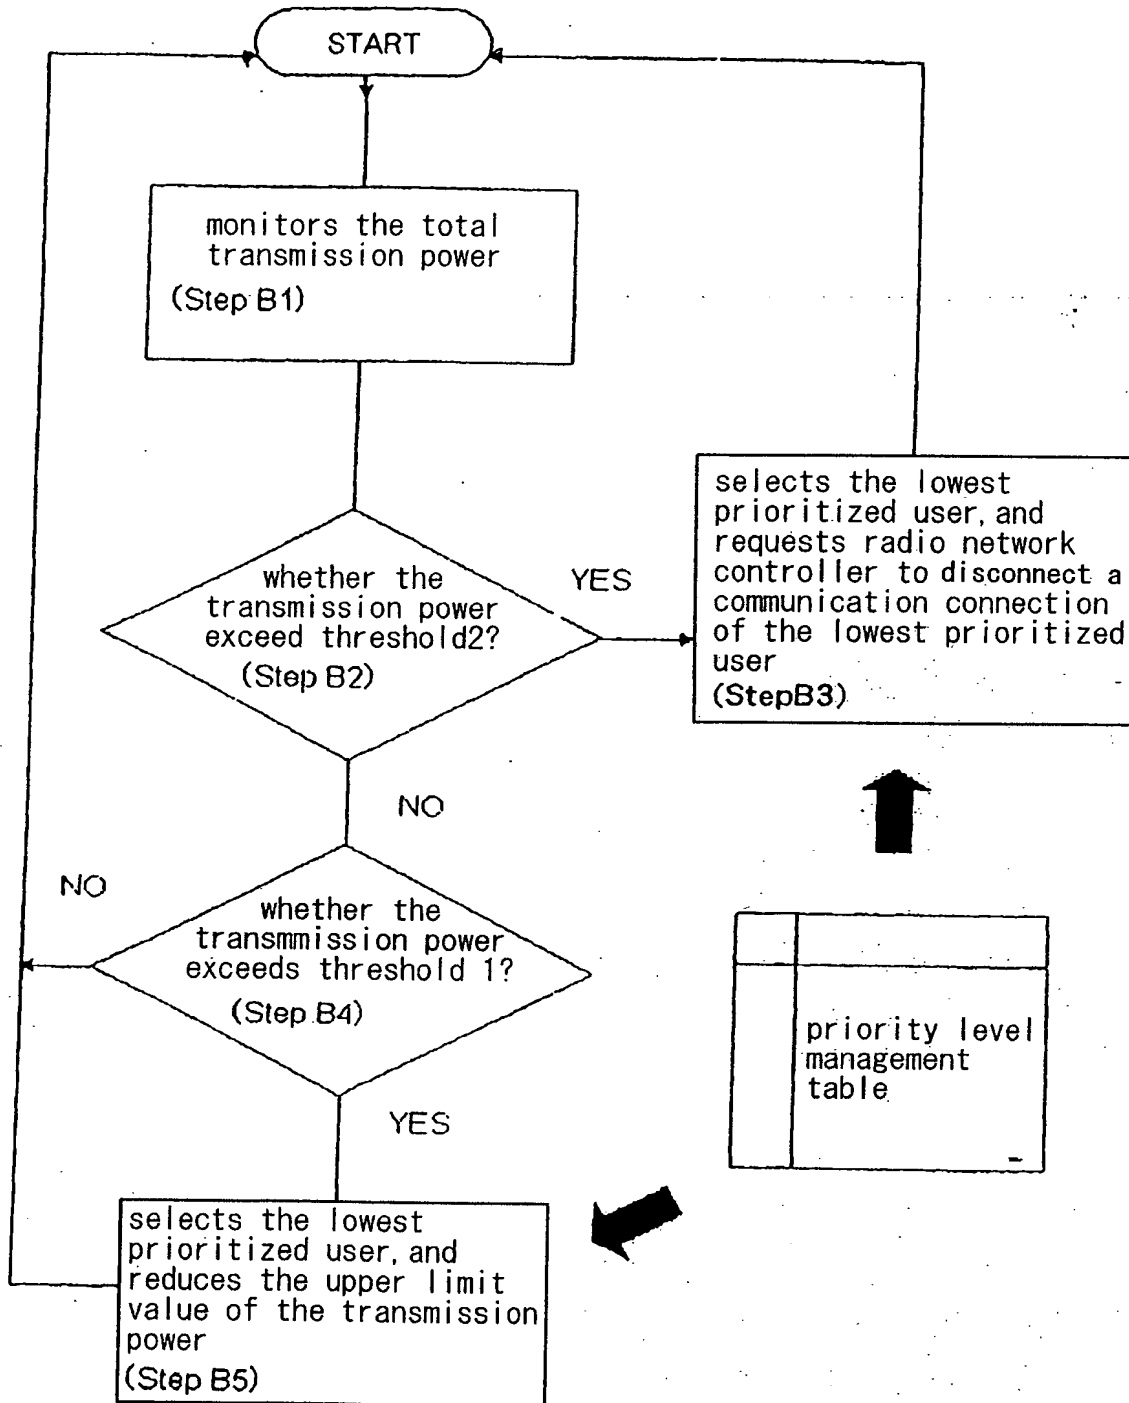 START
monitors the total
transmission power
(Step B1)
whether the
transmission power
exceed threshold2?
(Step B2)
YES
selects the lowest
prioritized user, and
requests radio network
controller to disconnect a
communication connection
of the lowest prioritized
user
(StepB3)
NO
NO
whether the
transmmission power
exceeds threshold 1?
(Step B4)
priority level
management
table
YES
selects the lowest
prioritized user, and
reduces the upper limit
value of the transmission
power
(Step B5)